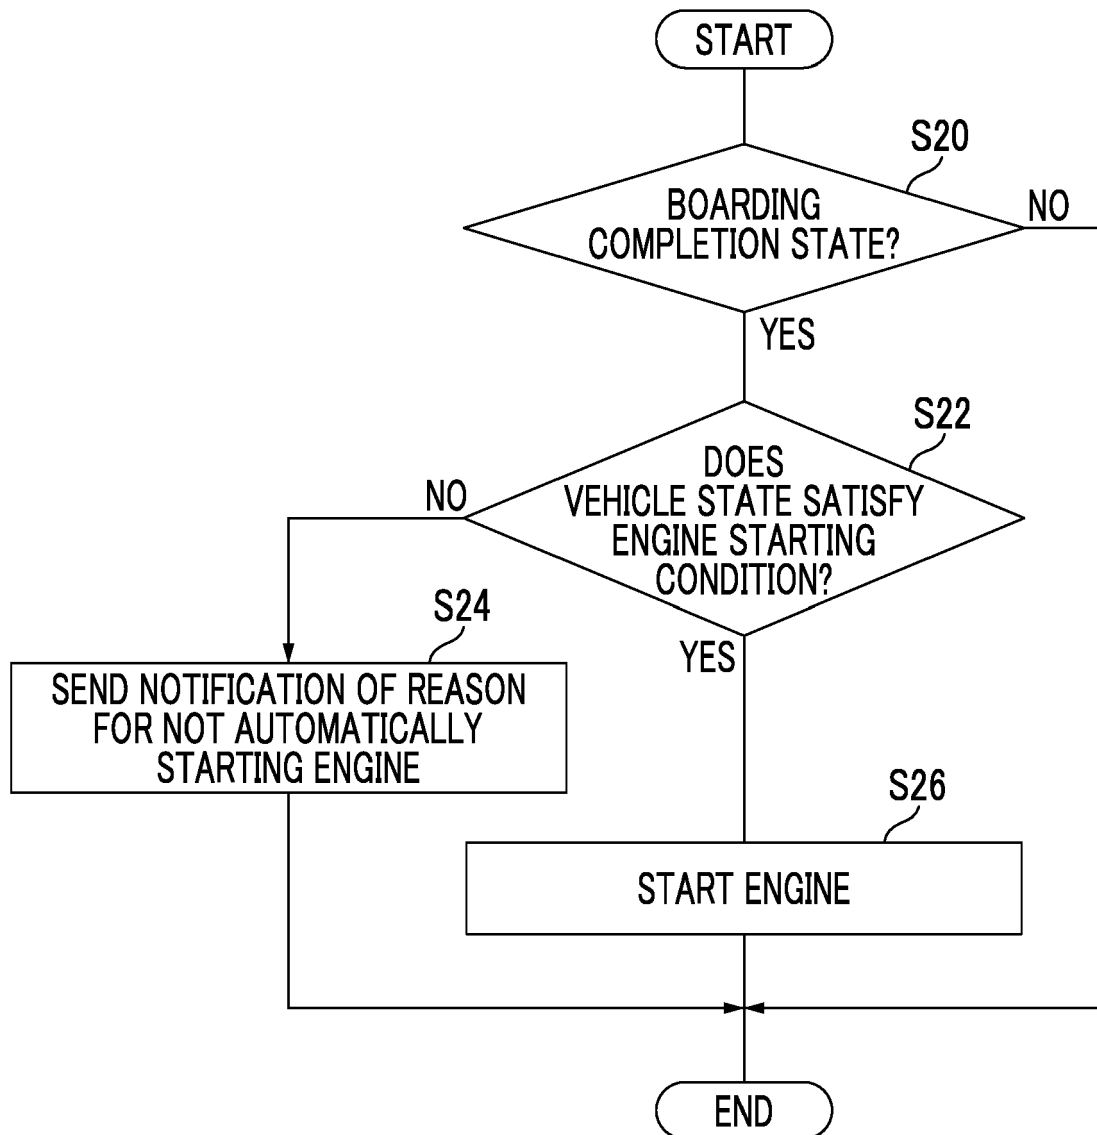 START
S20
BOARDING
COMPLETION STATE?
NO
YES
S22
DOES
VEHICLE STATE SATISFY
ENGINE STARTING
CONDITION?
NO
YES
S24
SEND NOTIFICATION OF REASON
FOR NOT AUTOMATICALLY
STARTING ENGINE
S26
START ENGINE
END